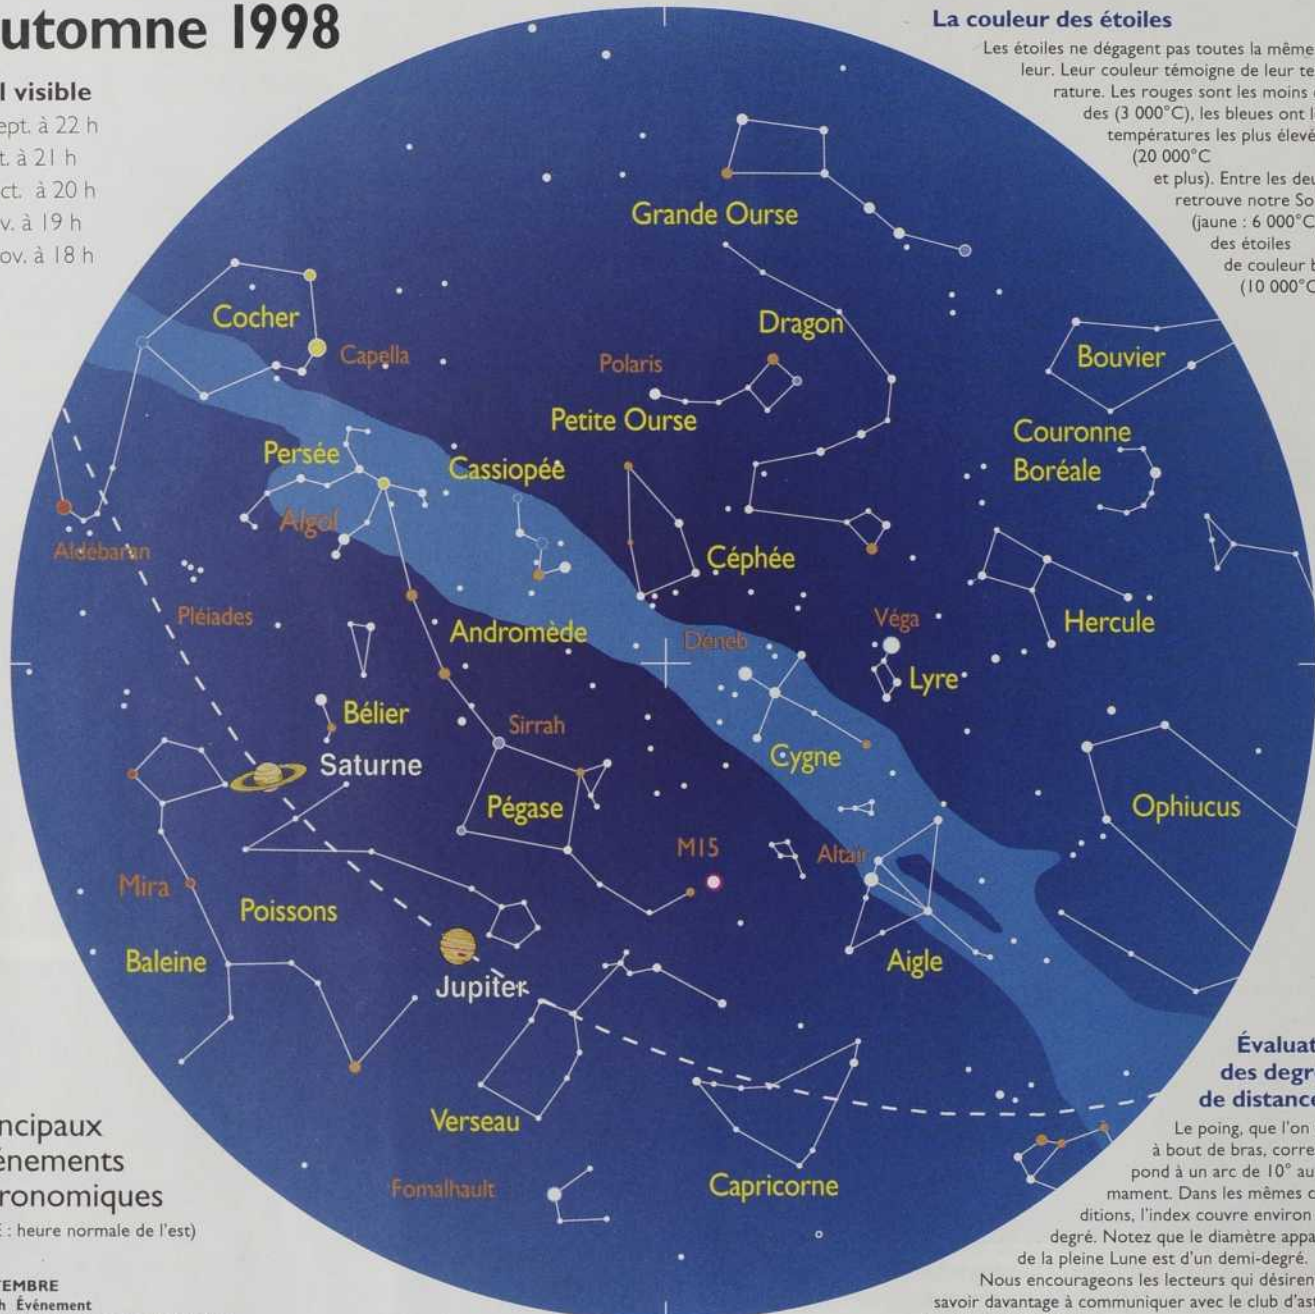 utomne 1998
l visible
ept. à 22 h
t. à 21 h
ct. à 20 h
v. à 19 h
ov. à 18 h
La couleur des étoiles
Les étoiles ne dégagent pas toutes la même
leur. Leur couleur témoigne de leur te
rature. Les rouges sont les moins
des (3 000°C), les bleues ont l
températures les plus élevé
(20 000°C
et plus). Entre les deu
retrouve notre So
(jaune : 6 000°C
des étoiles
de couleur b
(10 000°C
Grande Ourse
Cocher
Capella
Dragon
Polaris
Petite Ourse
Bouvier
Couronne
Boréale
Persée
Cassiopée
Algol
Aldébaran
Céphée
Pléiades
Andromède
Déneb
Véga
Hercule
Lyre
Bélier
Sirrah
Saturne
Cygne
Pégase
Ophiucus
M15
Altaïr
Mira
Poissons
Baleine
Aigle
Jupiter
Verseau
Fomalhault
Capricorne
ncipaux
énements
ronomiques
E : heure normale de l'est)
TEMBRE
h Événement
Évaluat
des degr
de distance
Le poing, que l'on
à bout de bras, corre
pond à un arc de 10° au
mament. Dans les mêmes c
ditions, l'index couvre environ
degré. Notez que le diamètre appa
de la pleine Lune est d'un demi-degré.
Nous encourageons les lecteurs qui désiren
savoir davantage à communiquer avec le club d'as